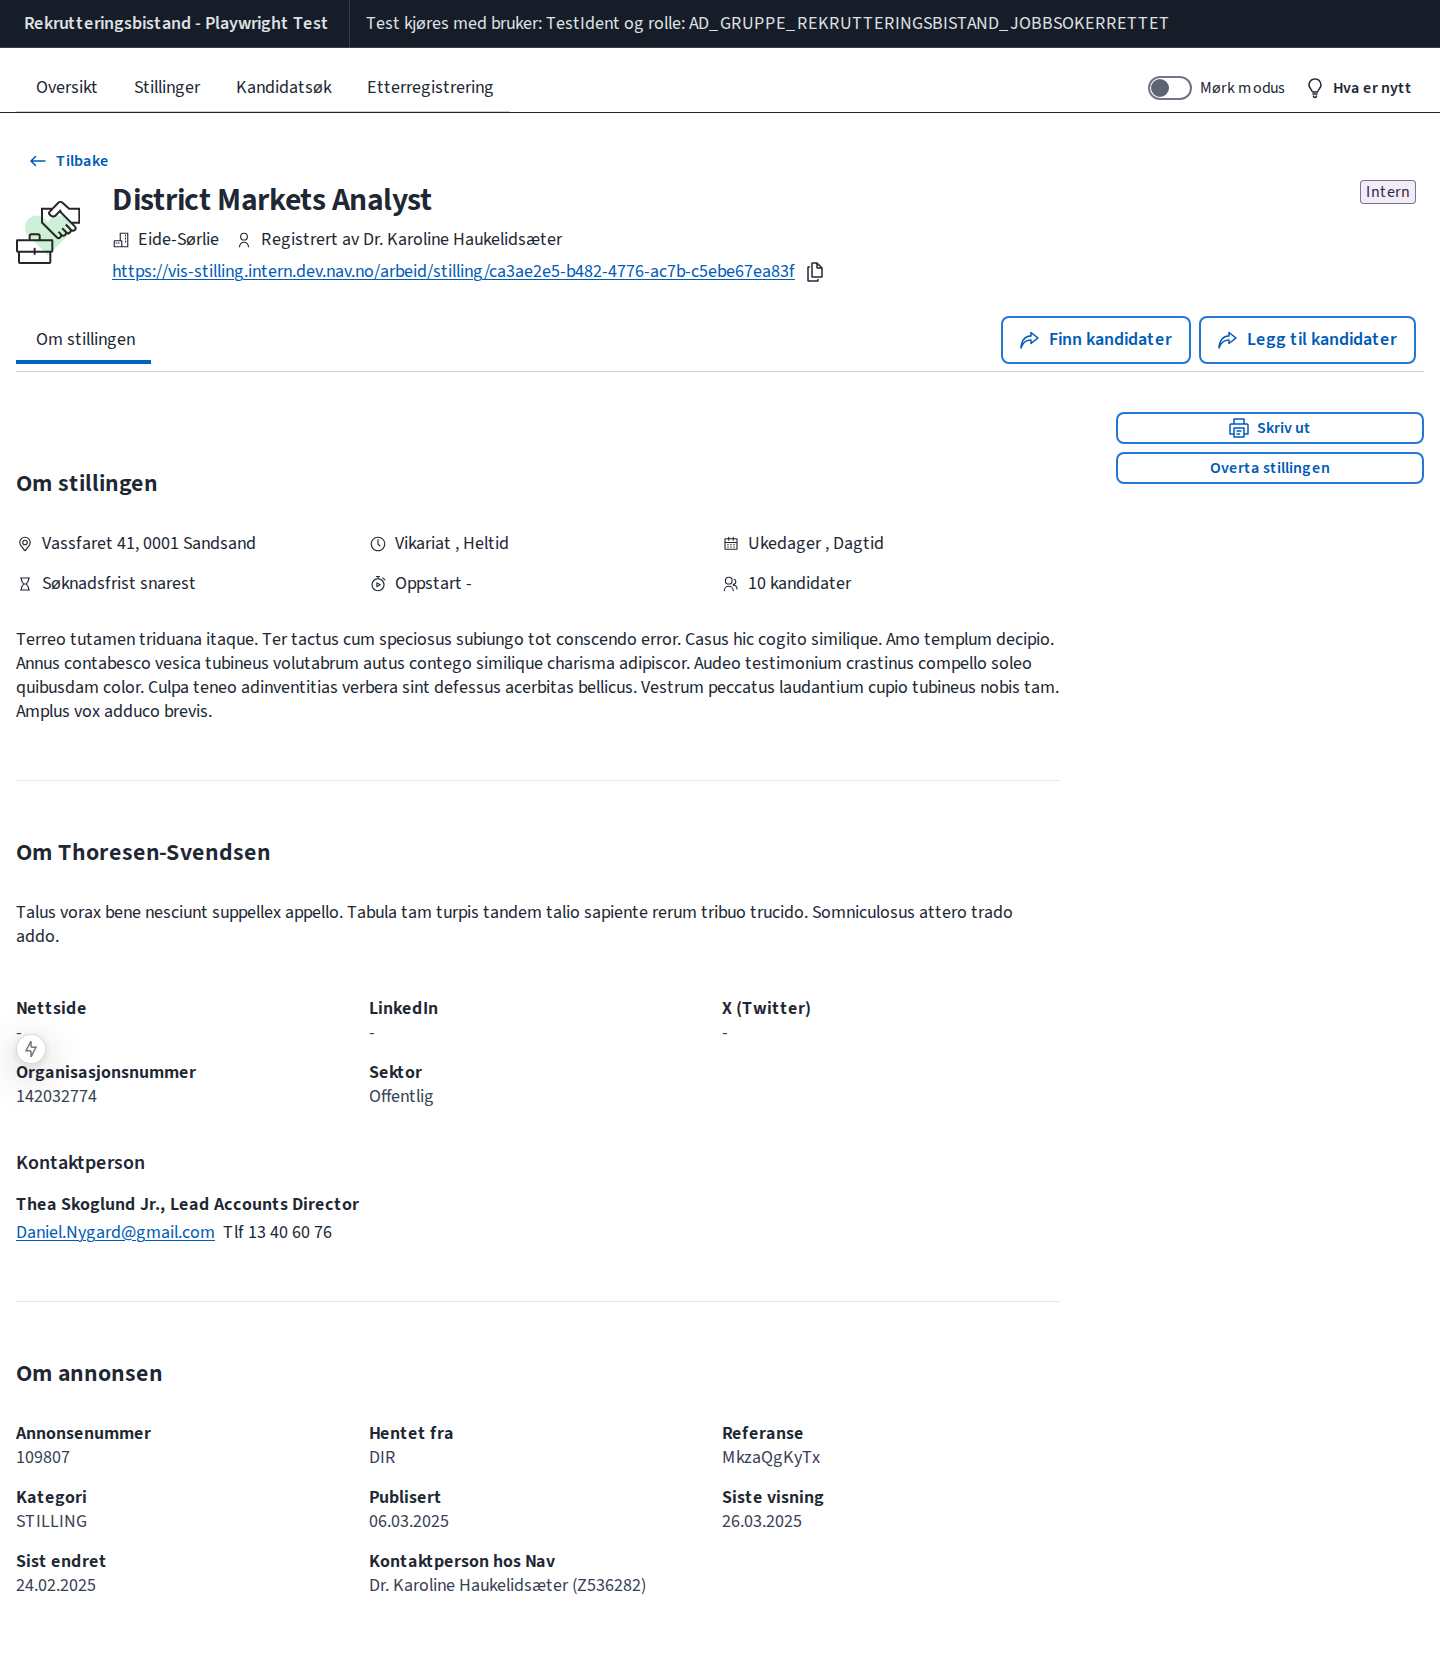 Rekrutteringsbistand - Playwright Test
Test kjøres med bruker: TestIdent og rolle: AD_GRUPPE_REKRUTTERINGSBISTAND_JOBBSOKERRETTET
Oversikt
Stillinger
Kandidatsøk
Etterregistrering
Mørk modus
Hva er nytt
Tilbake
District Markets Analyst
Intern
Eide-Sørlie
Registrert av Dr. Karoline Haukelidsæter
https://vis-stilling.intern.dev.nav.no/arbeid/stilling/ca3ae2e5-b482-4776-ac7b-c5ebe67ea83f
Om stillingen
Finn kandidater
Legg til kandidater
Skriv ut
Overta stillingen
Om stillingen
Vassfaret 41, 0001 Sandsand
Vikariat , Heltid
Ukedager , Dagtid
Søknadsfrist snarest
Oppstart -
10 kandidater
Terreo tutamen triduana itaque. Ter tactus cum speciosus subiungo tot conscendo error. Casus hic cogito similique. Amo templum decipio.
Annus contabesco vesica tubineus volutabrum autus contego similique charisma adipiscor. Audeo testimonium crastinus compello soleo
quibusdam color. Culpa teneo adinventitias verbera sint defessus acerbitas bellicus. Vestrum peccatus laudantium cupio tubineus nobis tam.
Amplus vox adduco brevis.
Om Thoresen-Svendsen
Talus vorax bene nesciunt suppellex appello. Tabula tam turpis tandem talio sapiente rerum tribuo trucido. Somniculosus attero trado
addo.
Nettside
-
LinkedIn
-
X (Twitter)
-
Organisasjonsnummer
142032774
Sektor
Offentlig
Kontaktperson
Thea Skoglund Jr., Lead Accounts Director
Daniel.Nygard@gmail.com Tlf 13 40 60 76
Om annonsen
Annonsenummer
109807
Hentet fra
DIR
Referanse
MkzaQgKyTx
Kategori
STILLING
Publisert
06.03.2025
Siste visning
26.03.2025
Sist endret
24.02.2025
Kontaktperson hos Nav
Dr. Karoline Haukelidsæter (Z536282)